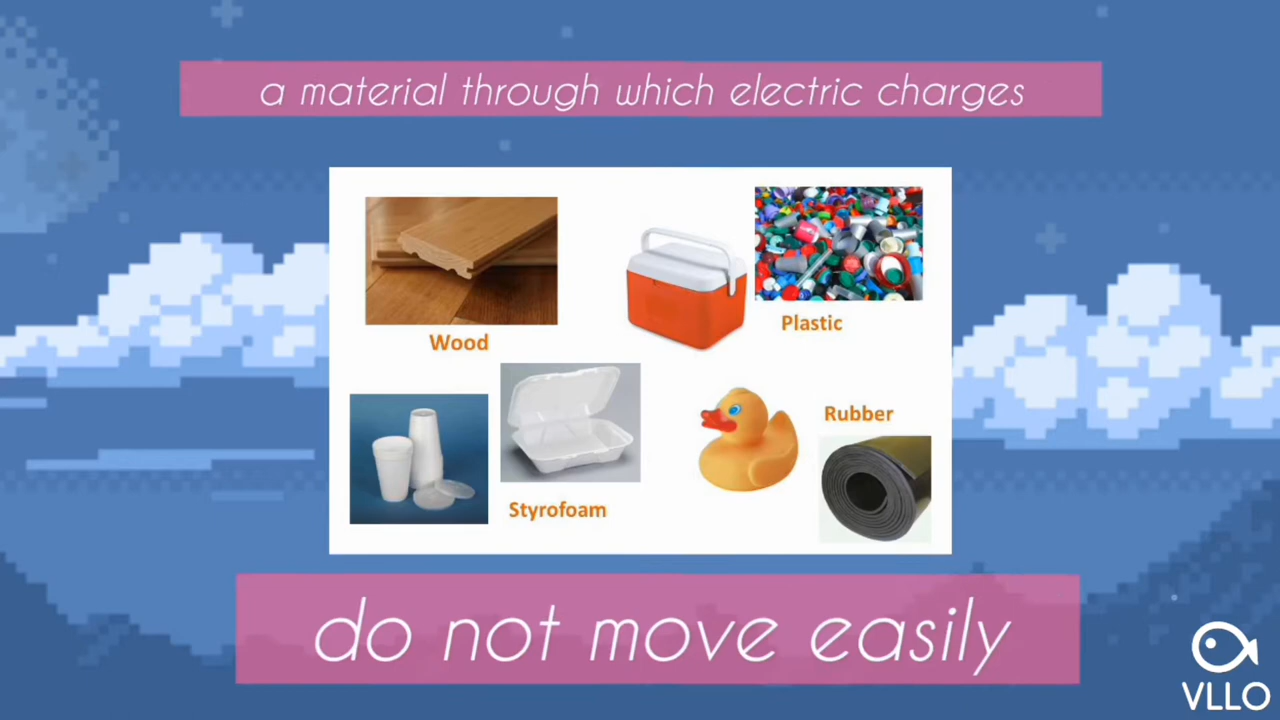 a material through which electric charges
Wood
Plastic
Styrofoam
Rubber
do not move easily
VLLO